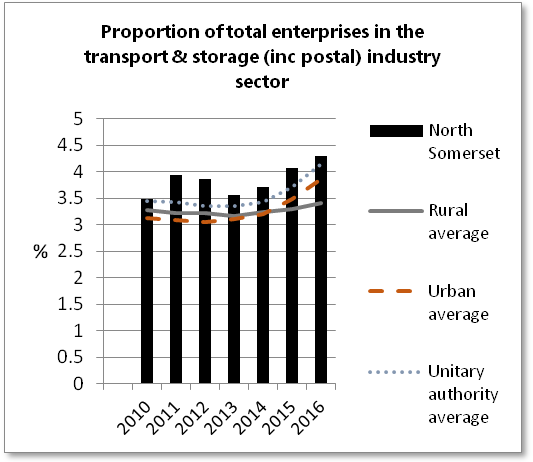 Proportion of total enterprises in the
transport & storage (inc postal) industry
sector
5
4.5
4
3.5
3
2.5
2
1.5
1
0.5
0
%
2010
2011
2012
2013
2014
2015
2016
North
Somerset
Rural
average
Urban
average
Unitary
authority
average